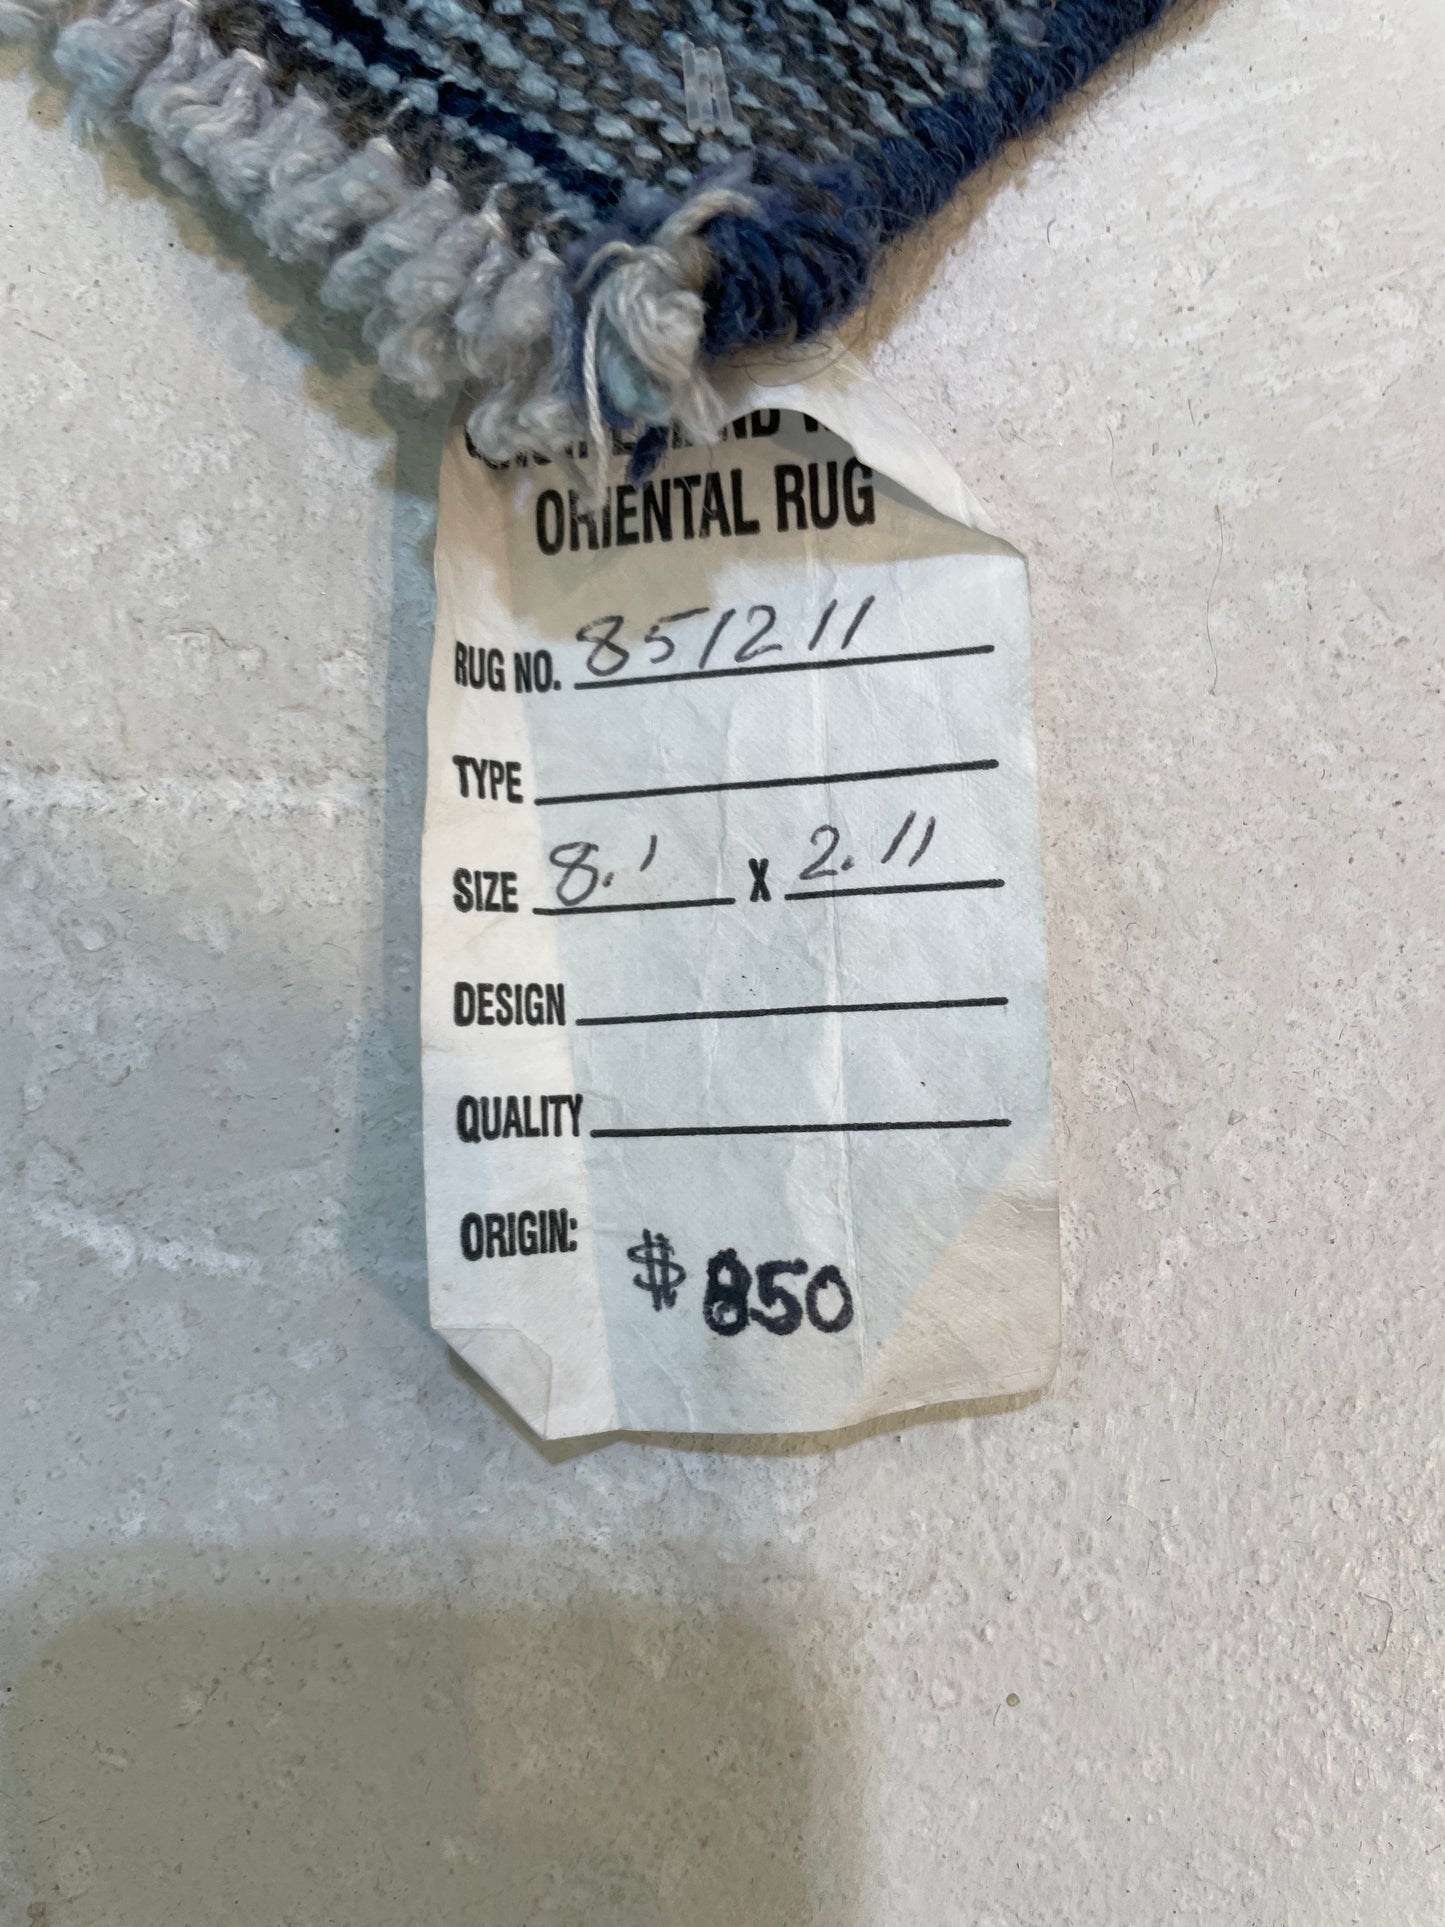 ORIENTAL RUG
RUG NO. 851211
TYPE
SIZE 8.1 X 2.11
DESIGN
QUALITY
ORIGIN:
$850